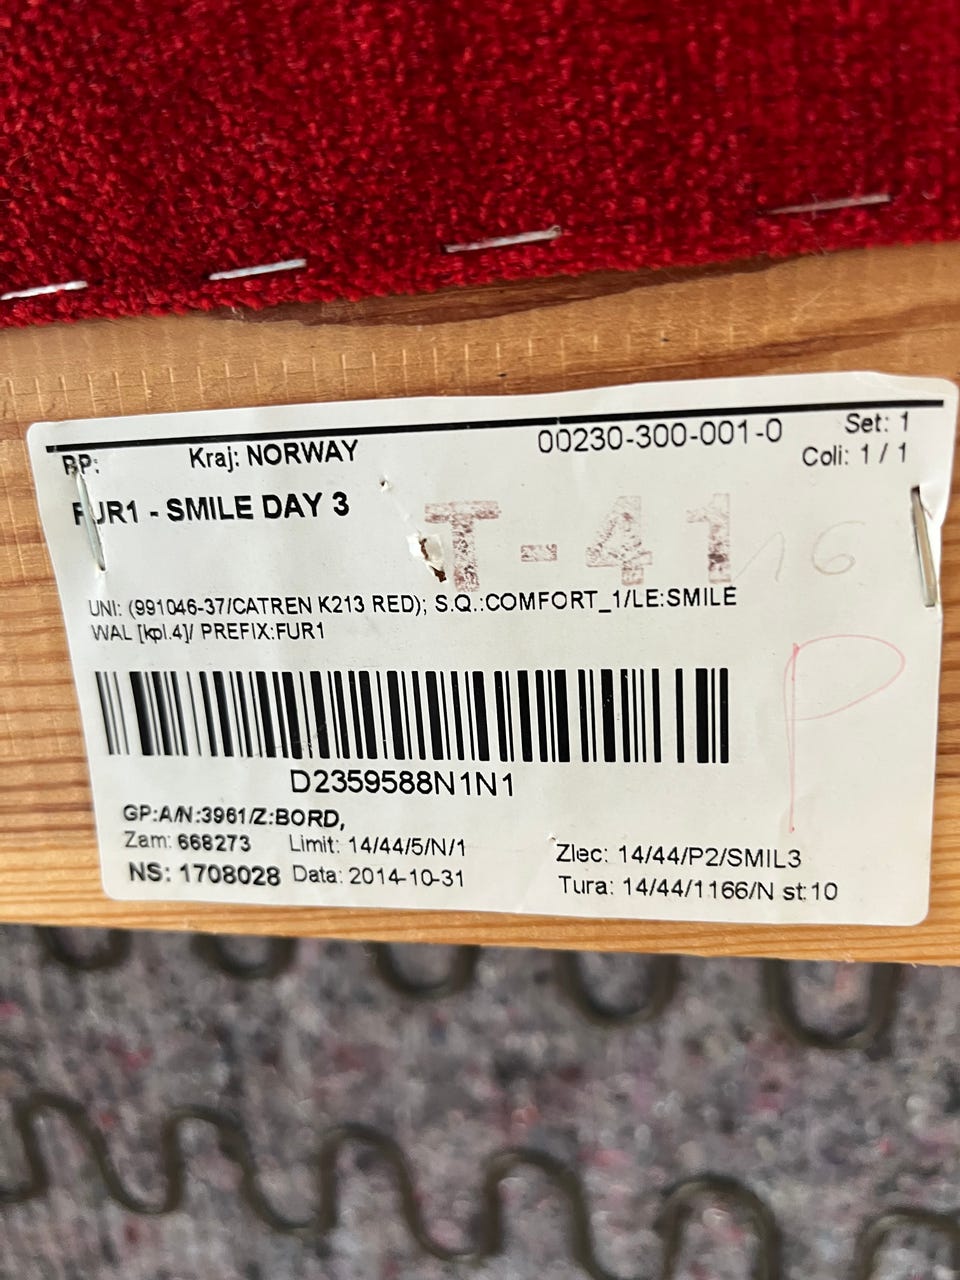 BP: Kraj: NORWAY 00230-300-001-0 Set: 1
Coli: 1 / 1
FUR1 - SMILE DAY 3
T-41 16
UNI: (991046-37/CATREN K213 RED); S.Q.:COMFORT_1/LE:SMILE
WAL [kpl.4]/ PREFIX:FUR1
P
D2359588N1N1
GP:A/N:3961/Z:BORD,
Zam: 668273 Limit: 14/44/5/N/1 Zlec: 14/44/P2/SMIL3
NS: 1708028 Data: 2014-10-31 Tura: 14/44/1166/N st:10